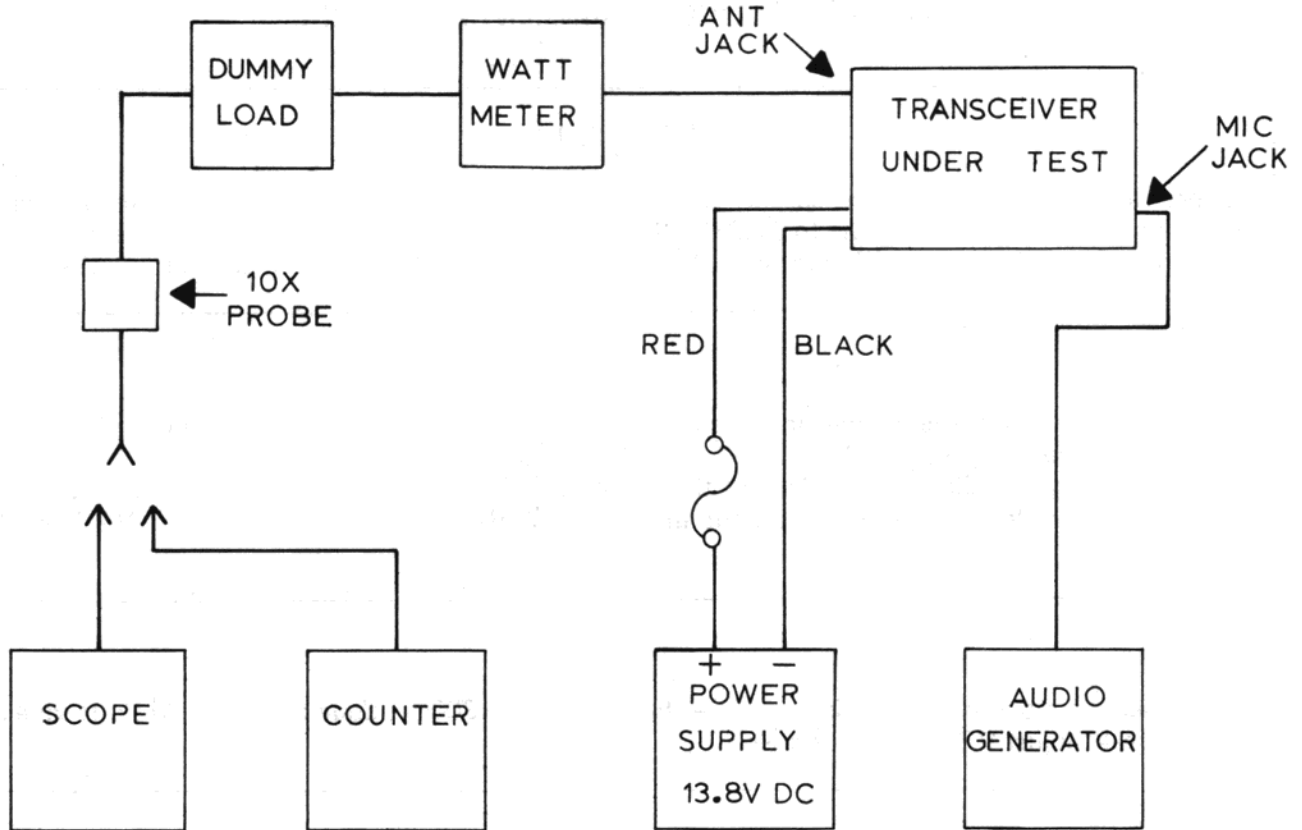 ANT
JACK
DUMMY
LOAD
WATT
METER
TRANSCEIVER
UNDER TEST
MIC
JACK
10X
PROBE
RED
BLACK
SCOPE
COUNTER
+ −
POWER
SUPPLY
13.8V DC
AUDIO
GENERATOR